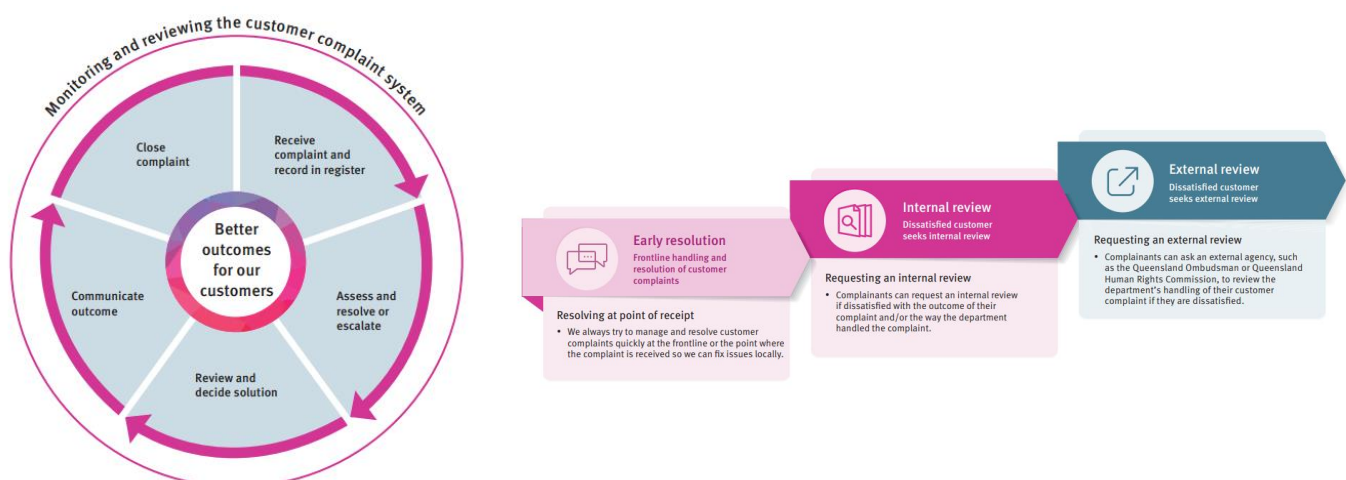 Monitoring and reviewing the customer complaint system
Close
complaint
Receive
complaint and
record in register
Better
outcomes
for our
customers
Communicate
outcome
Assess and
resolve or
escalate
Review and
decide solution
Early resolution
Frontline handling and
resolution of customer
complaints
Resolving at point of receipt
• We always try to manage and resolve customer
complaints quickly at the frontline or the point where
the complaint is received so we can fix issues locally.
Internal review
Dissatisfied customer
seeks internal review
Requesting an internal review
• Complainants can request an internal review
if dissatisfied with the outcome of their
complaint and/or the way the department
handled the complaint.
External review
Dissatisfied customer
seeks external review
Requesting an external review
• Complainants can ask an external agency, such
as the Queensland Ombudsman or Queensland
Human Rights Commission, to review the
department's handling of their customer
complaint if they are dissatisfied.